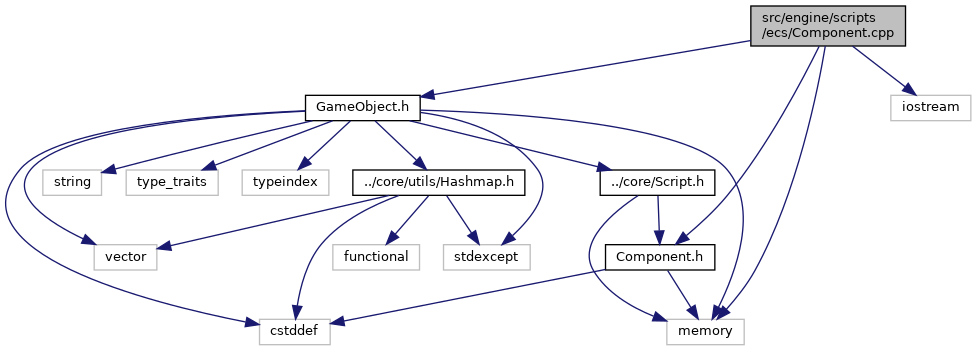 src/engine/scripts
/ecs/Component.cpp
GameObject.h
iostream
string
type_traits
typeindex
../core/utils/Hashmap.h
../core/Script.h
vector
functional
stdexcept
Component.h
cstddef
memory